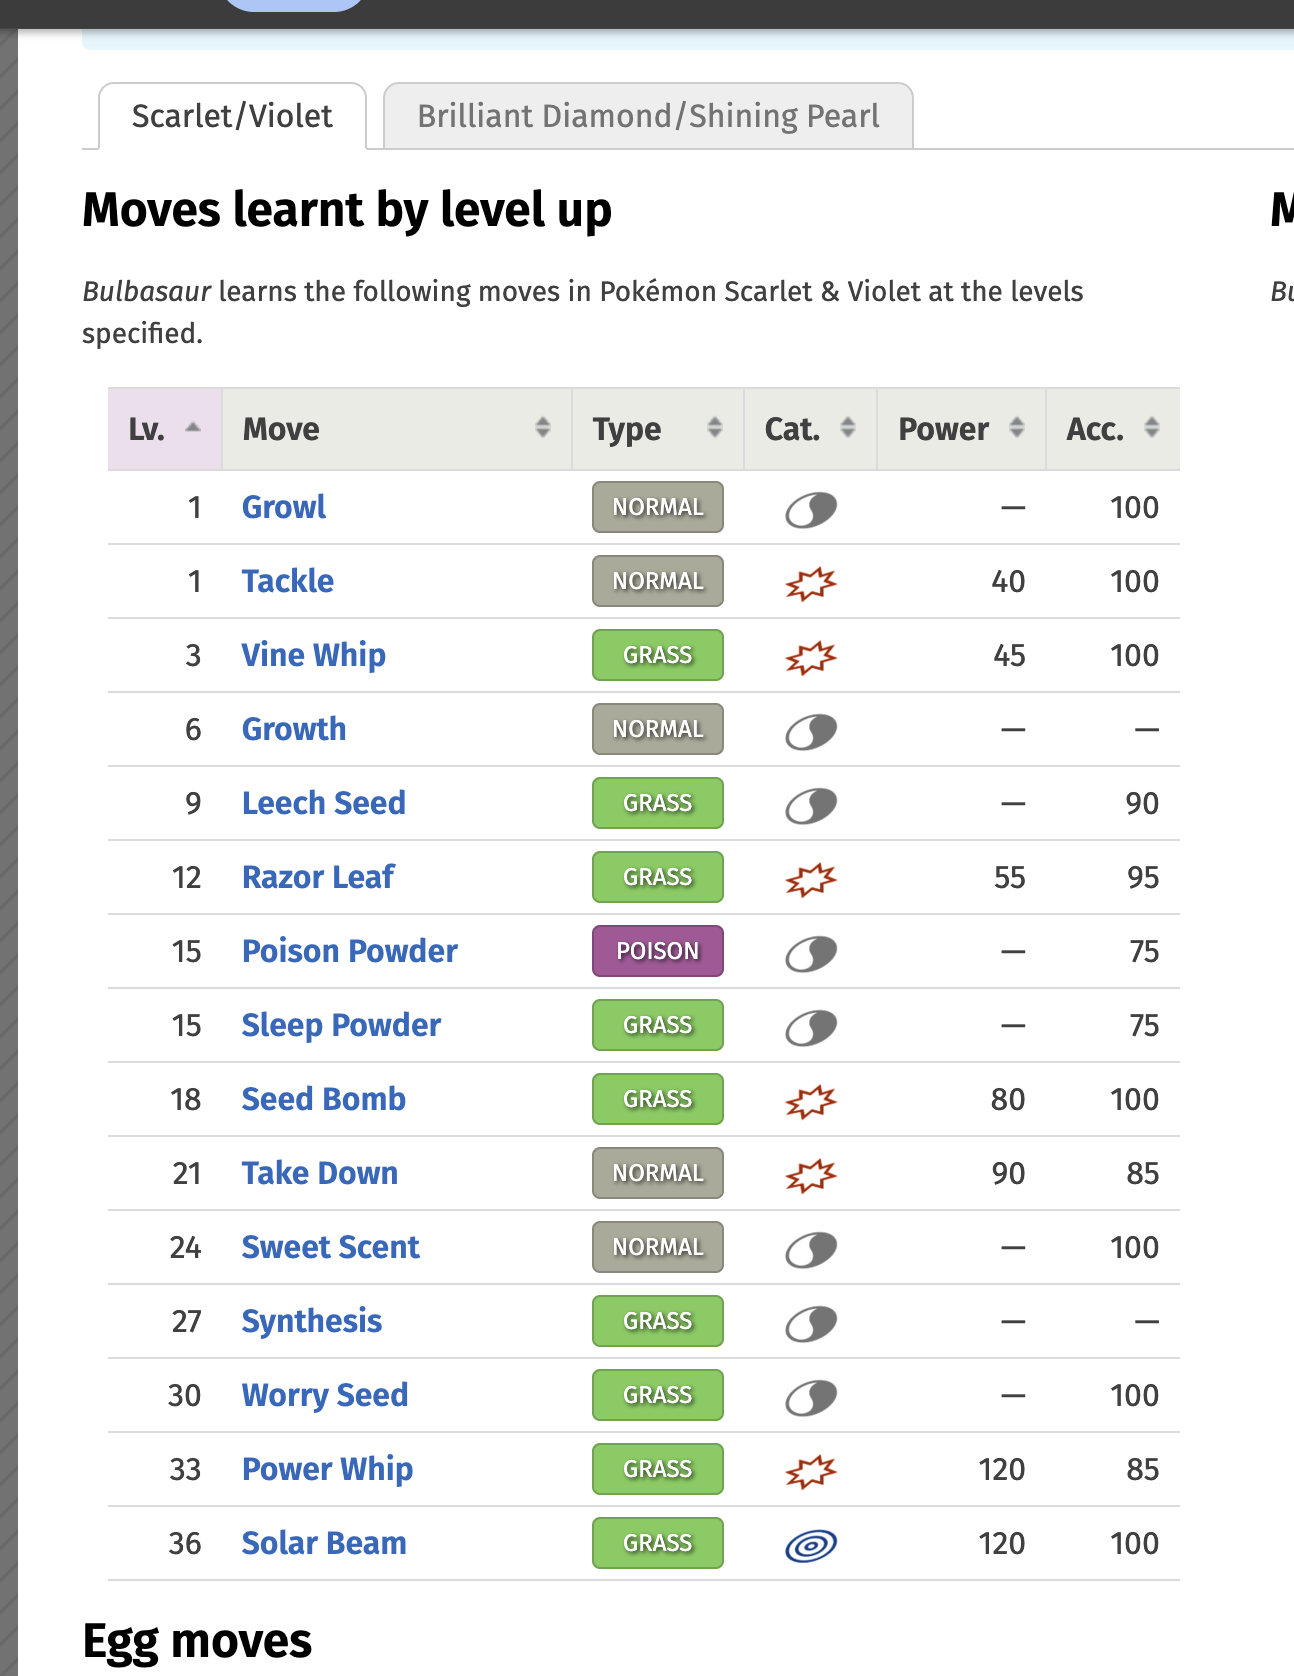 Scarlet/Violet Brilliant Diamond/Shining Pearl
Moves learnt by level up
Bulbasaur learns the following moves in Pokémon Scarlet & Violet at the levels
specified.
Lv. Move Type Cat. Power Acc.
1 Growl NORMAL — 100
1 Tackle NORMAL 40 100
3 Vine Whip GRASS 45 100
6 Growth NORMAL — —
9 Leech Seed GRASS — 90
12 Razor Leaf GRASS 55 95
15 Poison Powder POISON — 75
15 Sleep Powder GRASS — 75
18 Seed Bomb GRASS 80 100
21 Take Down NORMAL 90 85
24 Sweet Scent NORMAL — 100
27 Synthesis GRASS — —
30 Worry Seed GRASS — 100
33 Power Whip GRASS 120 85
36 Solar Beam GRASS 120 100
Egg moves